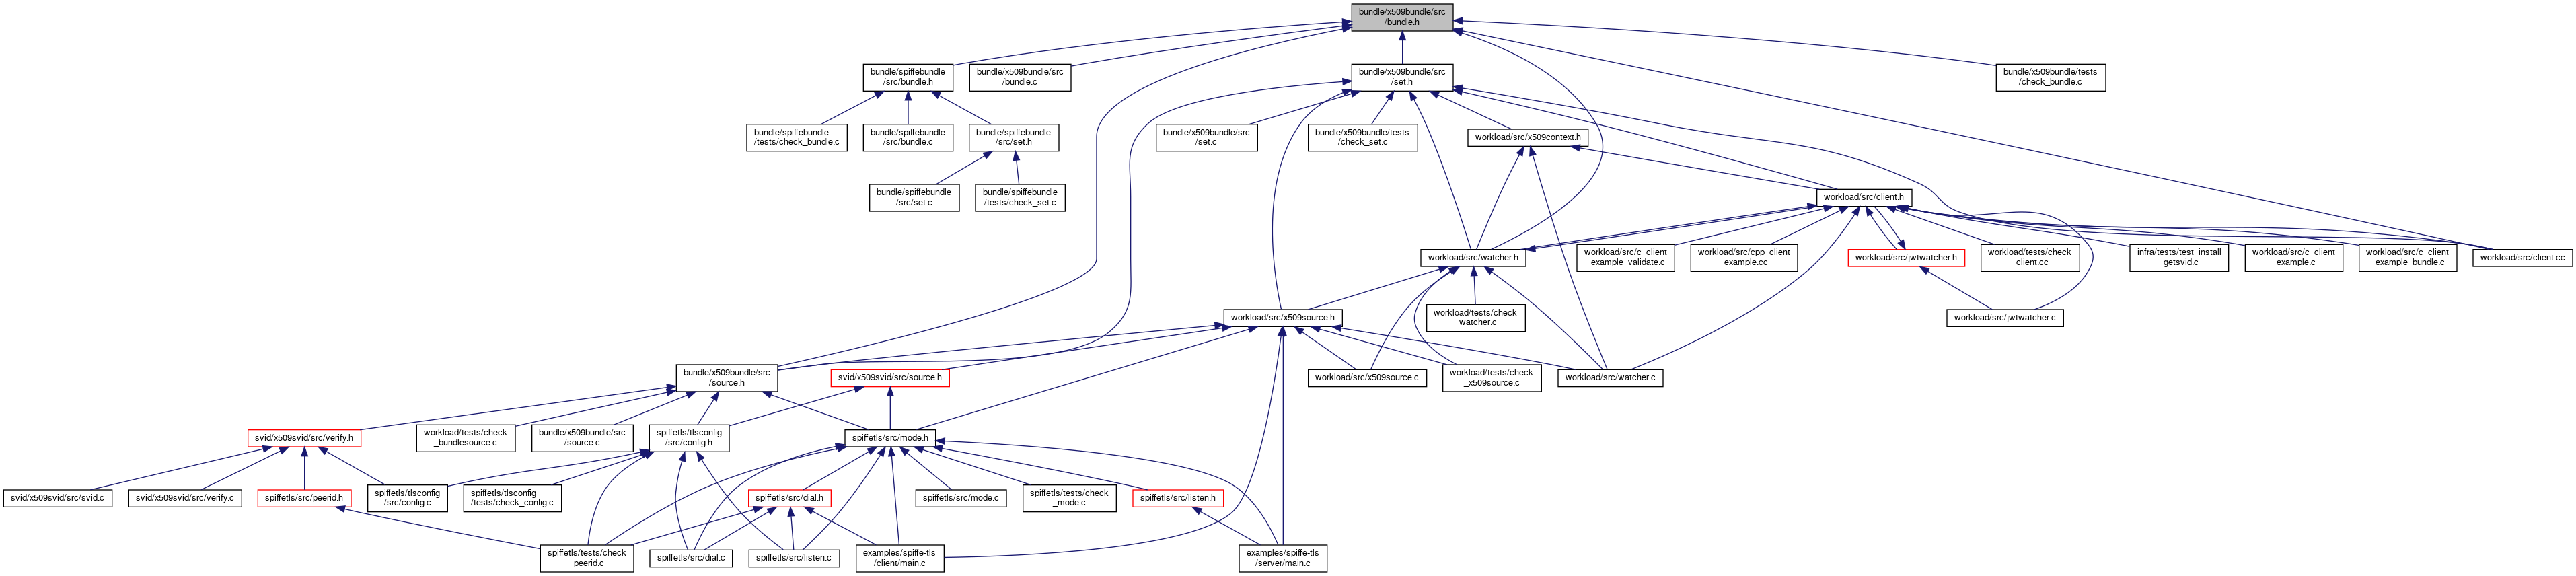 bundle/x509bundle/src
/bundle.h
bundle/spiffebundle
/src/bundle.h
bundle/x509bundle/src
/bundle.c
bundle/x509bundle/src
/set.h
bundle/x509bundle/tests
/check_bundle.c
bundle/spiffebundle
/tests/check_bundle.c
bundle/spiffebundle
/src/bundle.c
bundle/spiffebundle
/src/set.h
bundle/x509bundle/src
/set.c
bundle/x509bundle/tests
/check_set.c
workload/src/x509context.h
bundle/spiffebundle
/src/set.c
bundle/spiffebundle
/tests/check_set.c
workload/src/client.h
workload/src/watcher.h
workload/src/c_client
_example_validate.c
workload/src/cpp_client
_example.cc
workload/src/jwtwatcher.h
workload/tests/check
_client.cc
infra/tests/test_install
_getsvid.c
workload/src/c_client
_example.c
workload/src/c_client
_example_bundle.c
workload/src/client.cc
workload/src/x509source.h
workload/tests/check
_watcher.c
workload/src/jwtwatcher.c
bundle/x509bundle/src
/source.h
svid/x509svid/src/source.h
workload/src/x509source.c
workload/tests/check
_x509source.c
workload/src/watcher.c
svid/x509svid/src/verify.h
workload/tests/check
_bundlesource.c
bundle/x509bundle/src
/source.c
spiffetls/tlsconfig
/src/config.h
spiffetls/src/mode.h
svid/x509svid/src/svid.c
svid/x509svid/src/verify.c
spiffetls/src/peerid.h
spiffetls/tlsconfig
/src/config.c
spiffetls/tlsconfig
/tests/check_config.c
spiffetls/src/dial.h
spiffetls/src/mode.c
spiffetls/tests/check
_mode.c
spiffetls/src/listen.h
spiffetls/tests/check
_peerid.c
spiffetls/src/dial.c
spiffetls/src/listen.c
examples/spiffe-tls
/client/main.c
examples/spiffe-tls
/server/main.c